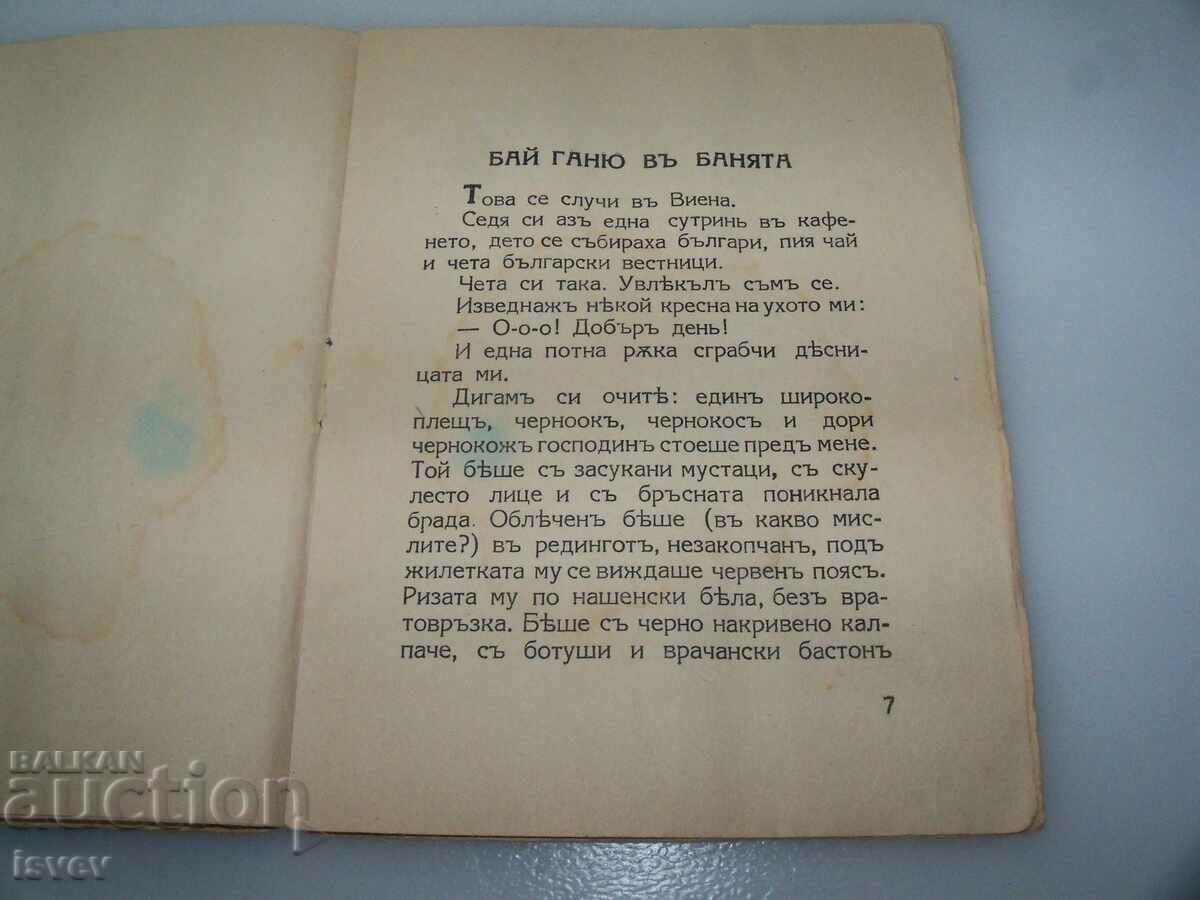 БАЙ ГАНЮ ВЪ БАНЯТА
Това се случи въ Виена.
Седя си азъ една сутринь въ кафе-
нето, дето се събираха българи, пия чай
и чета български вестници.
Чета си така. Увлѣкълъ съмъ се.
Изведнажъ нѣкой кресна на ухото ми:
— О-о-о! Добъръ день!
И една потна рѫка сграбчи дѣсни-
цата ми.
Дигамъ си очитѣ: единъ широко-
плещъ, черноокъ, чернокосъ и дори
чернокожъ господинъ стоеше предъ мене.
Той бѣше съ засукани мустаци, съ ску-
лесто лице и съ бръсната поникнала
брада. Облѣченъ бѣше (въ какво мис-
лите?) въ рединготъ, незакопчанъ, подъ
жилетката му се виждаше червенъ поясъ.
Ризата му по нашенски бѣла, безъ вра-
товръзка. Бѣше съ черно накривено кал-
паче, съ ботуши и врачански бастонъ
7
BALKAN
auction
isvev